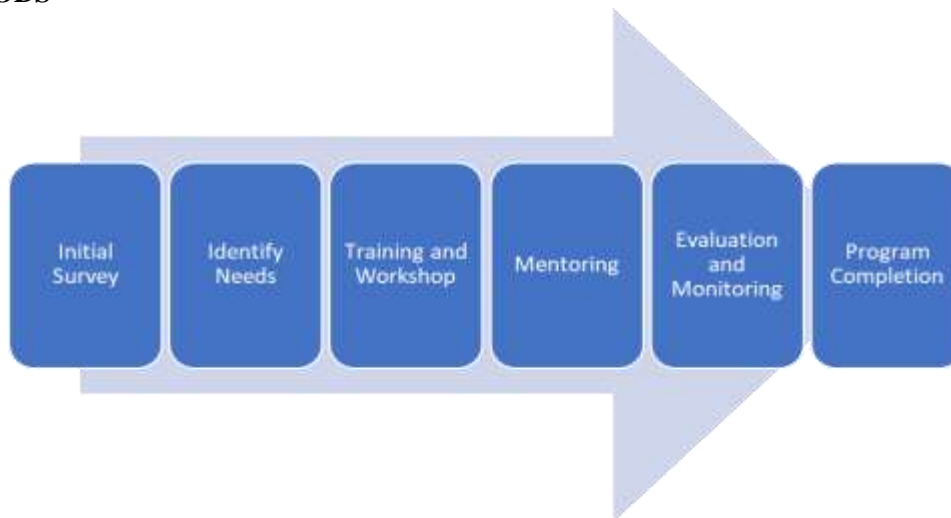 Initial
Survey
Identify
Needs
Training and
Workshop
Mentoring
Evaluation
and
Monitoring
Program
Completion